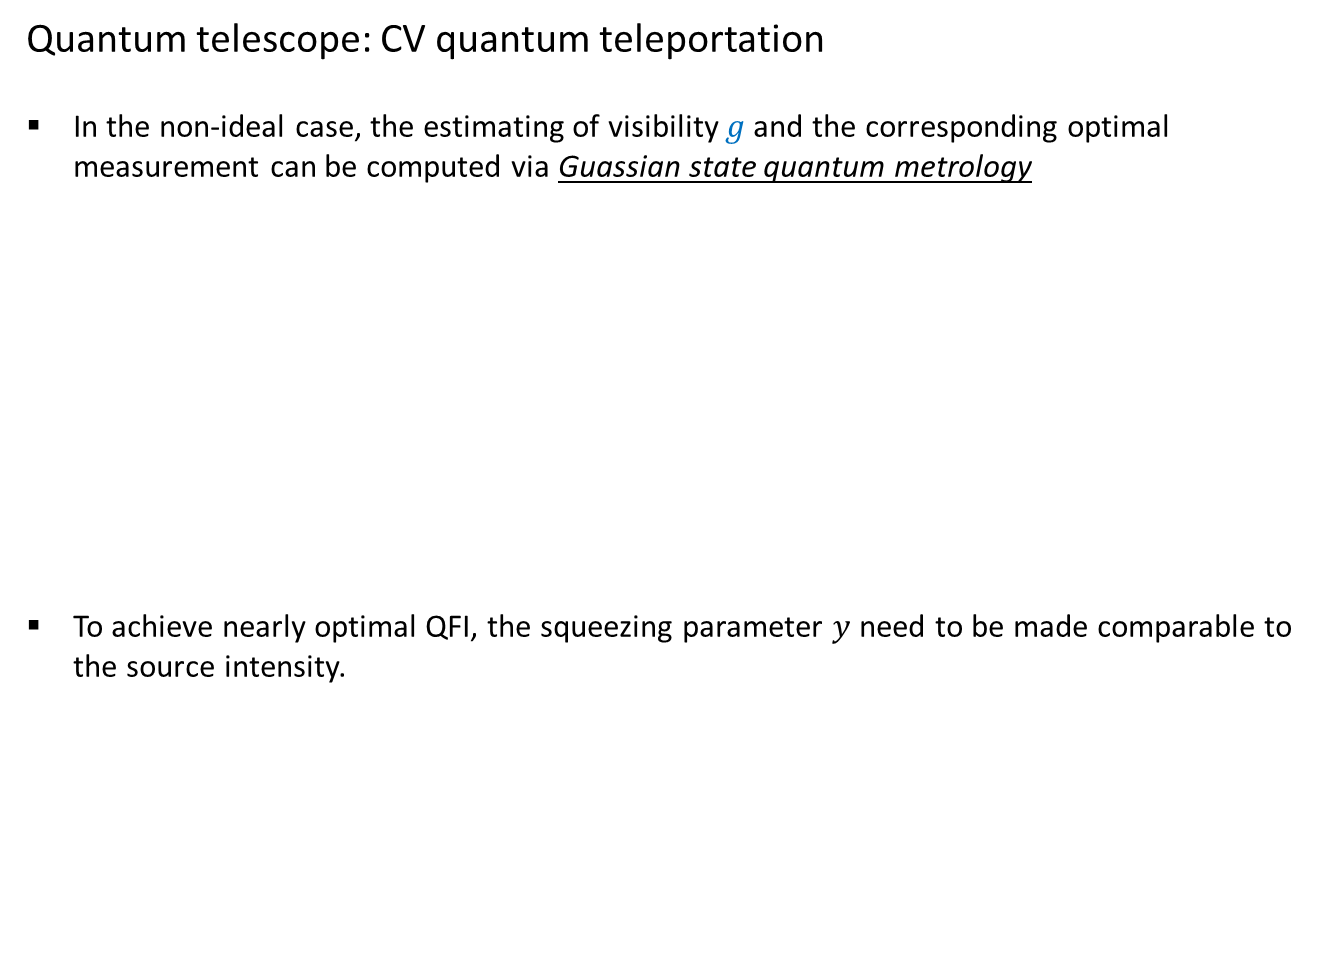 Quantum telescope: CV quantum teleportation
▪ In the non-ideal case, the estimating of visibility g and the corresponding optimal
measurement can be computed via Guassian state quantum metrology
▪ To achieve nearly optimal QFI, the squeezing parameter y need to be made comparable to
the source intensity.